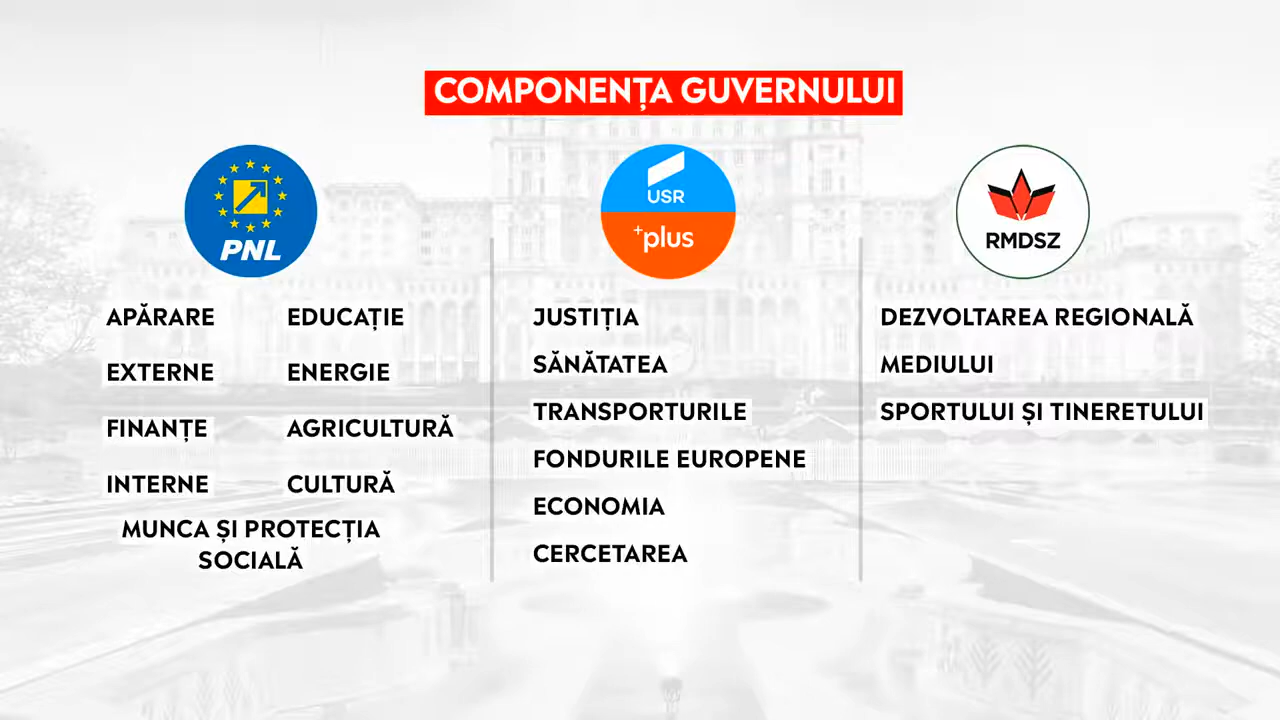 COMPONENȚA GUVERNULUI
PNL
APĂRARE
EDUCAȚIE
EXTERNE
ENERGIE
FINANȚE
AGRICULTURĂ
INTERNE
CULTURĂ
MUNCA ȘI PROTECȚIA
SOCIALĂ
USR
+plus
JUSTIȚIA
SĂNĂTATEA
TRANSPORTURILE
FONDURILE EUROPENE
ECONOMIA
CERCETAREA
RMDSZ
DEZVOLTAREA REGIONALĂ
MEDIULUI
SPORTULUI ȘI TINERETULUI